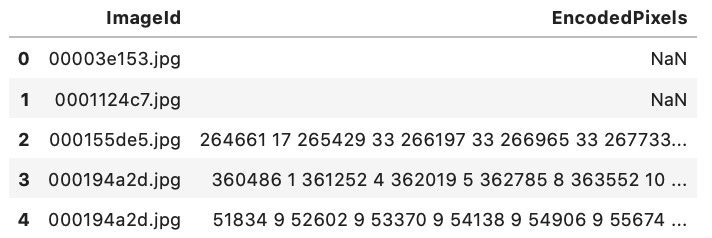 ImageId EncodedPixels
0 00003e153.jpg NaN
1 0001124c7.jpg NaN
2 000155de5.jpg 264661 17 265429 33 266197 33 266965 33 267733...
3 000194a2d.jpg 360486 1 361252 4 362019 5 362785 8 363552 10 ...
4 000194a2d.jpg 51834 9 52602 9 53370 9 54138 9 54906 9 55674 ...